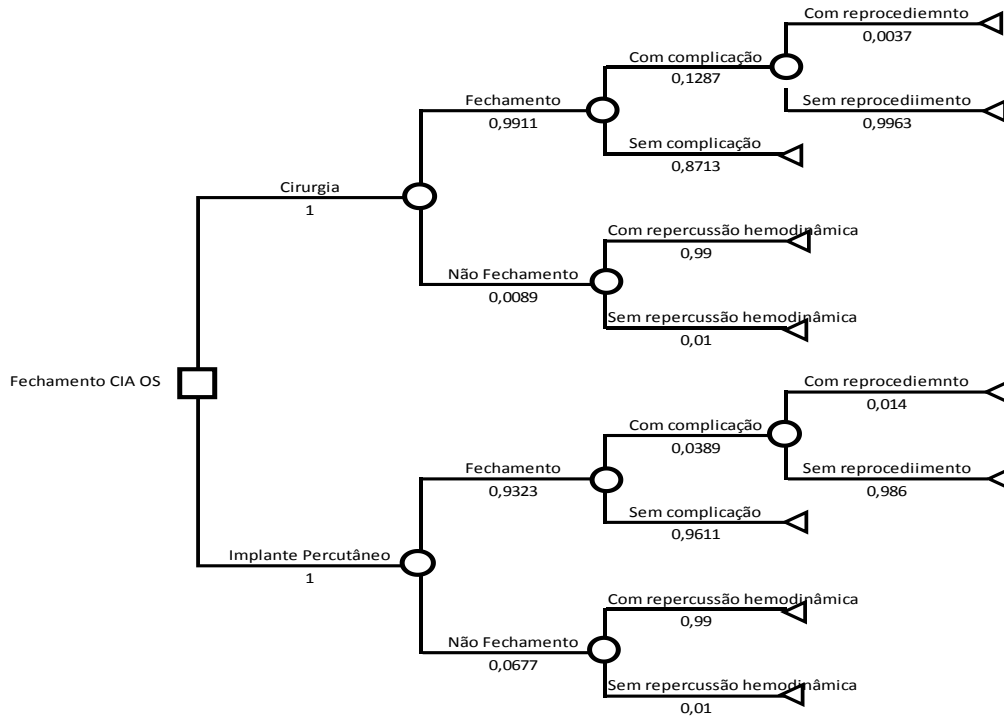 Com reprocediemnto
0,0037
Com complicação
0,1287
Sem reprocediimento
0,9963
Fechamento
0,9911
Sem complicação
0,8713
Cirurgia
1
Com repercussão hemodinâmica
0,99
Não Fechamento
0,0089
Sem repercussão hemodinâmica
0,01
Fechamento CIA OS
Com reprocediemnto
0,014
Com complicação
0,0389
Sem reprocediimento
0,986
Fechamento
0,9323
Sem complicação
0,9611
Implante Percutâneo
1
Com repercussão hemodinâmica
0,99
Não Fechamento
0,0677
Sem repercussão hemodinâmica
0,01